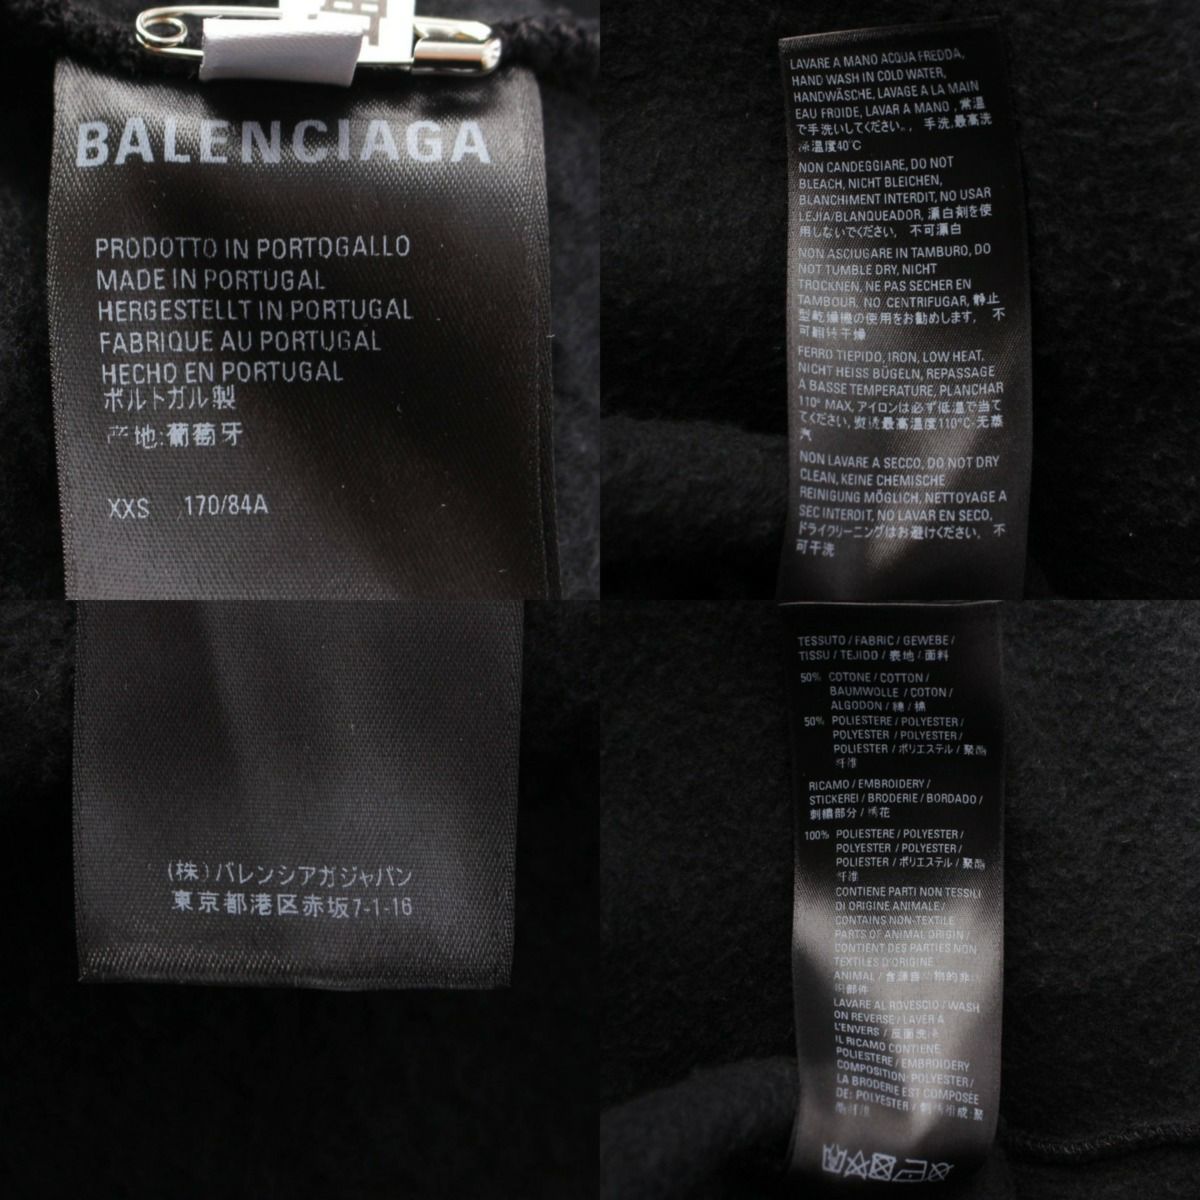 BALENCIAGA
PRODOTTO IN PORTOGALLO
MADE IN PORTUGAL
HERGESTELLT IN PORTUGAL
FABRIQUE AU PORTUGAL
HECHO EN PORTUGAL
ポルトガル製
产地:葡萄牙
XXS 170/84A
LAVARE A MANO ACQUA FREDDA,
HAND WASH IN COLD WATER,
HANDWÄSCHE, LAVAGE A LA MAIN
EAU FROIDE, LAVAR A MANO, 常温
で手洗いしてください。, 手洗,最高洗
涤温度40°C
NON CANDEGGIARE, DO NOT
BLEACH, NICHT BLEICHEN,
BLANCHIMENT INTERDIT, NO USAR
LEJIA/BLANQUEADOR, 漂白剤を使
用しないでください, 不可漂白
NON ASCIUGARE IN TAMBURO, DO
NOT TUMBLE DRY, NICHT
TROCKNEN, NE PAS SECHER EN
TAMBOUR, NO CENTRIFUGAR, 静止
型乾燥機の使用をお勧めします, 不
可翻转干燥
FERRO TIEPIDO, IRON, LOW HEAT,
NICHT HEISS BÜGELN, REPASSAGE
A BASSE TEMPERATURE, PLANCHAR
110° MAX, アイロンは必ず低温で当て
てください, 熨烫最高温度110°C-无蒸
汽
NON LAVARE A SECCO, DO NOT DRY
CLEAN, KEINE CHEMISCHE
REINIGUNG MÖGLICH, NETTOYAGE A
SEC INTERDIT, NO LAVAR EN SECO,
ドライクリーニングはお避けください, 不
可干洗
(株)バレンシアガジャパン
東京都港区赤坂7-1-16
TESSUTO / FABRIC / GEWEBE /
TISSU / TEJIDO / 表地 / 面料
50% COTONE / COTTON /
BAUMWOLLE / COTON /
ALGODON / 綿 / 棉
50% POLIESTERE / POLYESTER /
POLYESTER / POLYESTER /
POLIESTER / ポリエステル / 聚酯
纤维
RICAMO / EMBROIDERY /
STICKEREI / BRODERIE / BORDADO /
刺繍部分 / 绣花
100% POLIESTERE / POLYESTER /
POLYESTER / POLYESTER /
POLIESTER / ポリエステル / 聚酯
纤维
CONTIENE PARTI NON TESSILI
DI ORIGINE ANIMALE /
CONTAINS NON-TEXTILE
PARTS OF ANIMAL ORIGIN /
CONTIENT DES PARTIES NON
TEXTILES D'ORIGINE
ANIMALE /
LAVARE AL ROVESCIO / WASH
ON REVERSE / LAVER A
L'ENVERS / 反面洗涤
IL RICAMO CONTIENE
POLIESTERE / EMBROIDERY
COMPOSITION: POLYESTER /
LA BRODERIE EST COMPOSÉE
DE: POLYESTER / 刺绣组成:聚
酯纤维